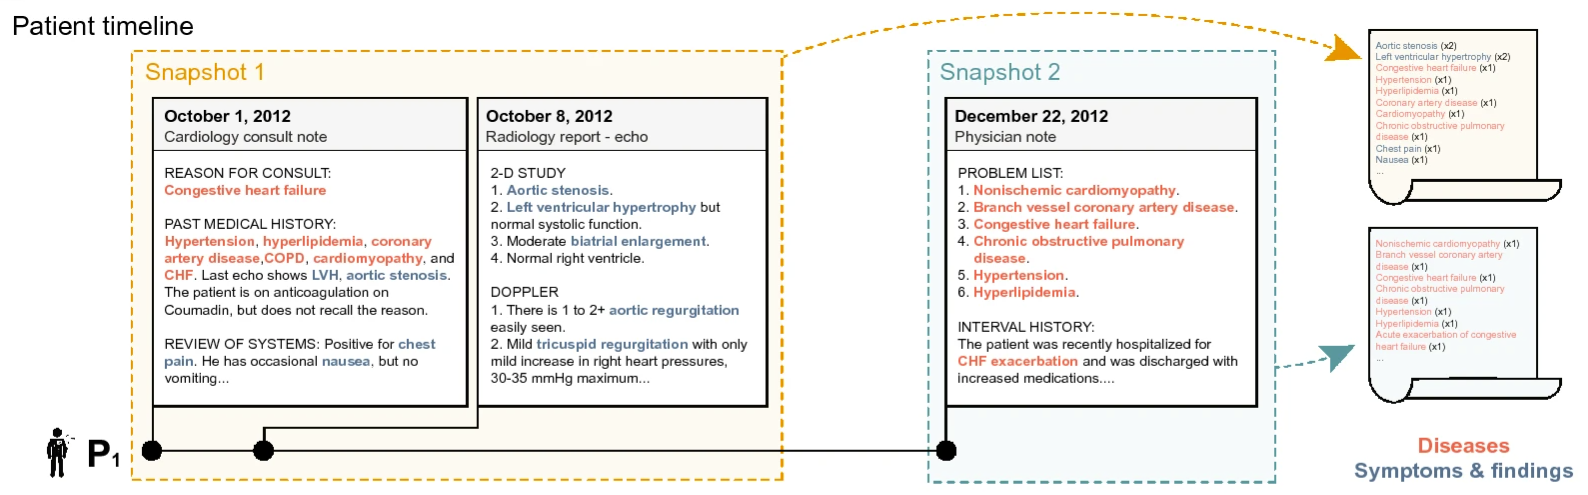 Patient timeline
Snapshot 1
October 1, 2012
Cardiology consult note
REASON FOR CONSULT:
Congestive heart failure
PAST MEDICAL HISTORY:
Hypertension, hyperlipidemia, coronary
artery disease,COPD, cardiomyopathy, and
CHF. Last echo shows LVH, aortic stenosis.
The patient is on anticoagulation on
Coumadin, but does not recall the reason.
REVIEW OF SYSTEMS: Positive for chest
pain. He has occasional nausea, but no
vomiting...
October 8, 2012
Radiology report - echo
2-D STUDY
1. Aortic stenosis.
2. Left ventricular hypertrophy but
normal systolic function.
3. Moderate biatrial enlargement.
4. Normal right ventricle.
DOPPLER
1. There is 1 to 2+ aortic regurgitation
easily seen.
2. Mild tricuspid regurgitation with only
mild increase in right heart pressures,
30-35 mmHg maximum...
Snapshot 2
December 22, 2012
Physician note
PROBLEM LIST:
1. Nonischemic cardiomyopathy.
2. Branch vessel coronary artery disease.
3. Congestive heart failure.
4. Chronic obstructive pulmonary
disease.
5. Hypertension.
6. Hyperlipidemia.
INTERVAL HISTORY:
The patient was recently hospitalized for
CHF exacerbation and was discharged with
increased medications....
P1
Aortic stenosis (x2)
Left ventricular hypertrophy (x2)
Congestive heart failure (x1)
Hypertension (x1)
Hyperlipidemia (x1)
Coronary artery disease (x1)
Cardiomyopathy (x1)
Chronic obstructive pulmonary
disease (x1)
Chest pain (x1)
Nausea (x1)
...
Nonischemic cardiomyopathy (x1)
Branch vessel coronary artery
disease (x1)
Congestive heart failure (x1)
Chronic obstructive pulmonary
disease (x1)
Hypertension (x1)
Hyperlipidemia (x1)
Acute exacerbation of congestive
heart failure (x1)
...
Diseases
Symptoms & findings